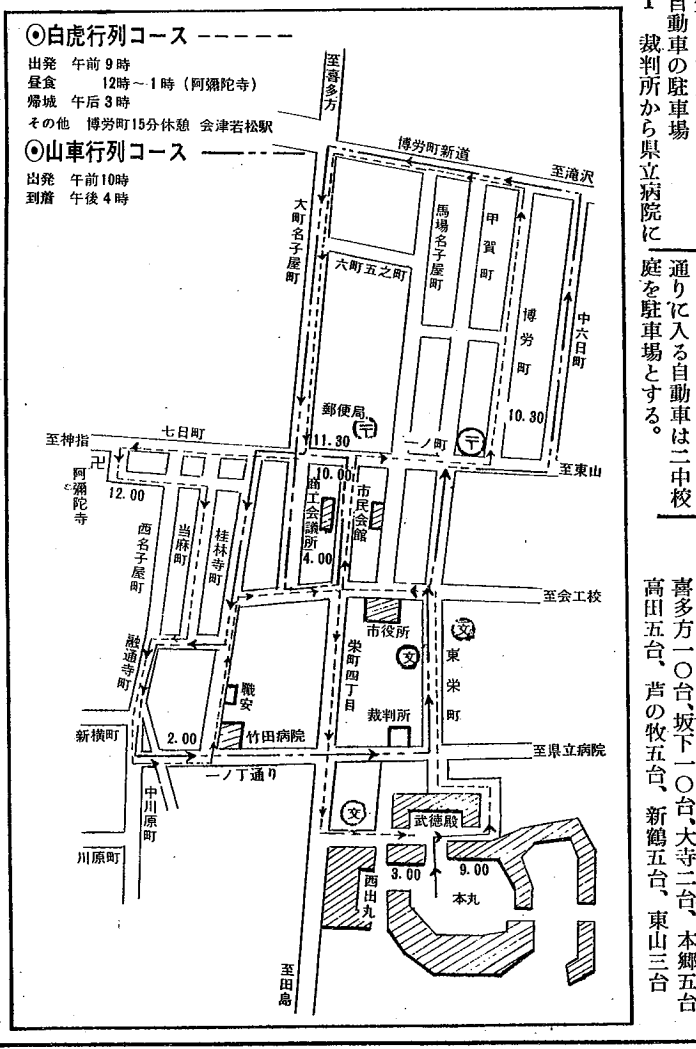 ⊙白虎行列コース
出発 午前9時
昼食 12時～1時（阿彌陀寺）
帰城 午后3時
その他 博労町15分休憩 会津若松駅
⊙山車行列コース
出発 午前10時
到着 午後4時
至喜多方
博労町新道
至滝沢
大町名子屋町
馬場名子屋町
甲賀町
六町五之町
博労町
中六日町
10.30
郵便局
〒
七日町
11.30
一ノ町
〒
至神指
至東山
卍
阿彌陀寺
12.00
10.00
商工会議所
市民会館
4.00
西名子屋町
当麻町
桂林寺町
至会工校
市役所
文
文
東栄町
栄町四丁目
融通寺町
職安
裁判所
新横町
2.00
竹田病院
至県立病院
一ノ丁通り
中川原町
文
武徳殿
川原町
3.00
9.00
西出丸
本丸
至田島
自動車の駐車場
1 裁判所から県立病院に
通りに入る自動車は二中校
庭を駐車場とする。
喜多方一〇台、坂下一〇台、大寺二台、本郷五台
高田五台、芦の牧五台、新鶴五台、東山三台